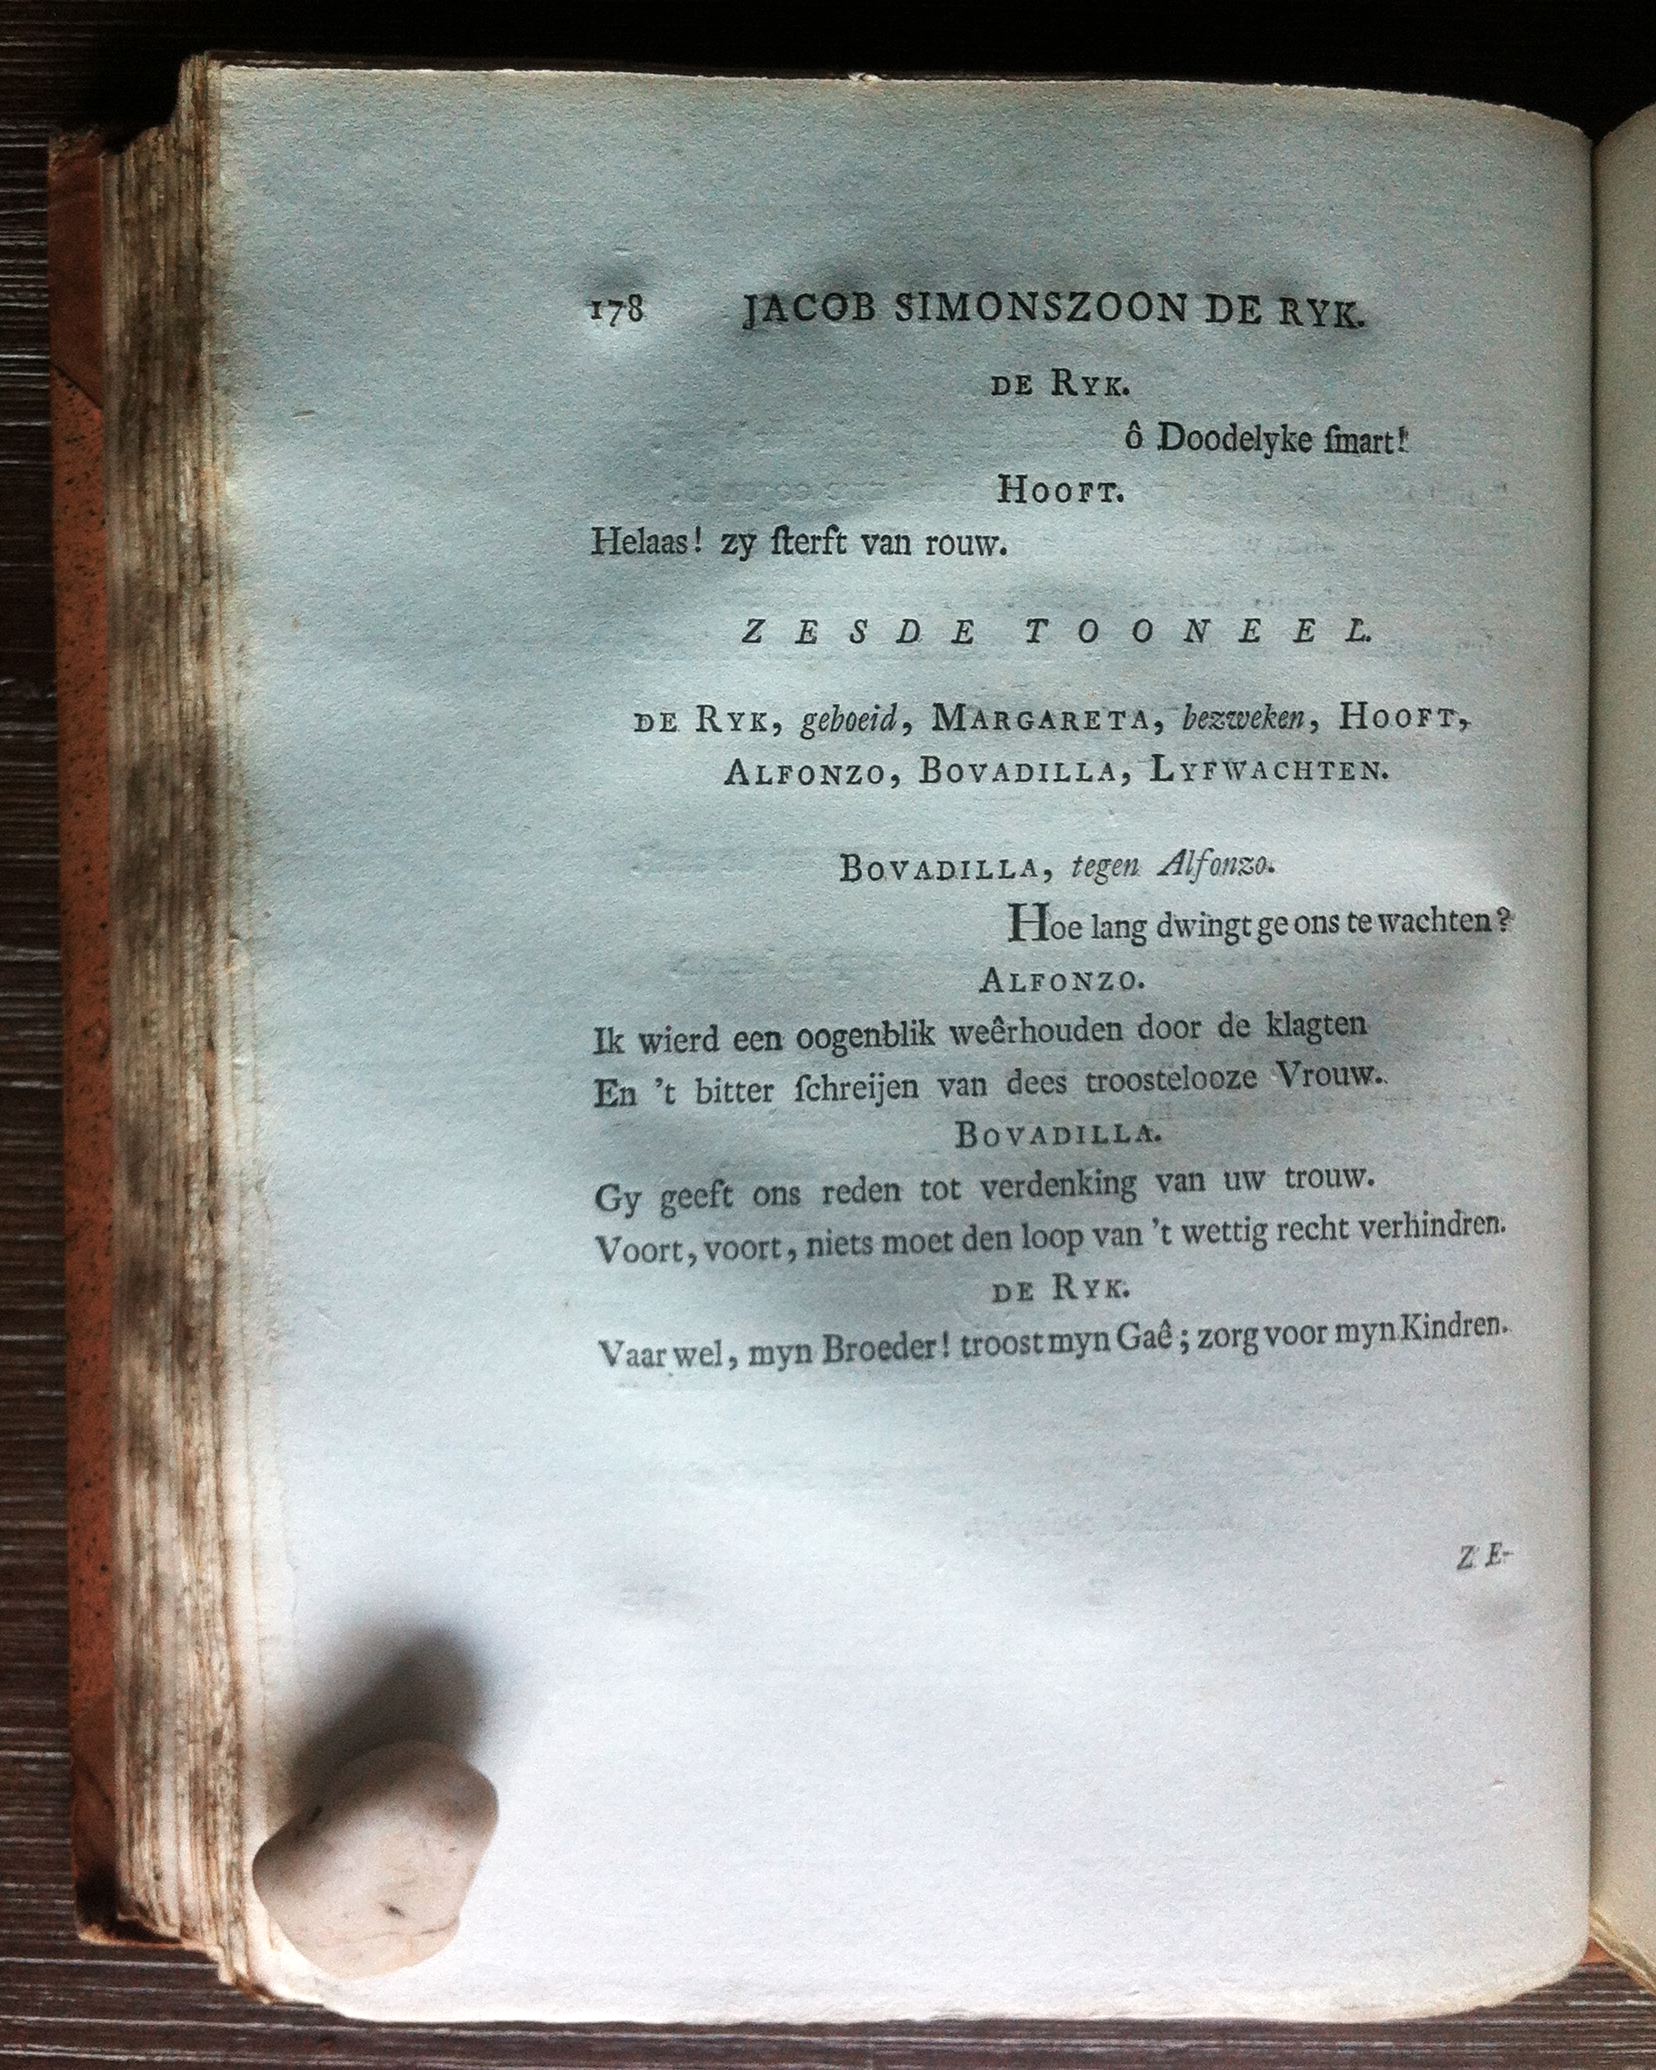 178 JACOB SIMONSZOON DE RYK.
DE RYK.
ô Doodelyke ſmart!
HOOFT.
Helaas! zy ſterft van rouw.
ZESDE TOONEEL.
DE RYK, geboeid, MARGARETA, bezweken, HOOFT,
ALFONZO, BOVADILLA, LYFWACHTEN.
BOVADILLA, tegen Alfonzo.
Hoe lang dwingt ge ons te wachten?
ALFONZO.
Ik wierd een oogenblik weêrhouden door de klagten
En 't bitter ſchreijen van dees troostelooze Vrouw.
BOVADILLA.
Gy geeft ons reden tot verdenking van uw trouw.
Voort, voort, niets moet den loop van 't wettig recht verhindren.
DE RYK.
Vaar wel, myn Broeder! troost myn Gaê; zorg voor myn Kindren.
ZE-